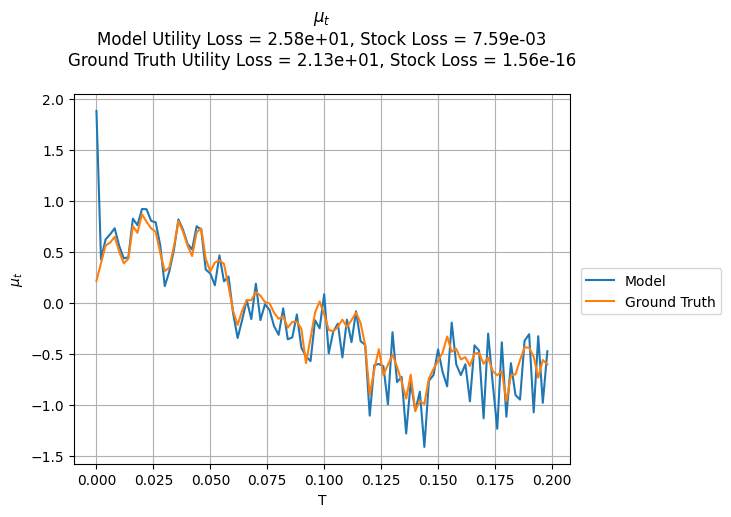 μt
Model Utility Loss = 2.58e+01, Stock Loss = 7.59e-03
Ground Truth Utility Loss = 2.13e+01, Stock Loss = 1.56e-16
2.0
1.5
1.0
0.5
0.0
−0.5
−1.0
−1.5
μt
0.000 0.025 0.050 0.075 0.100 0.125 0.150 0.175 0.200
T
Model
Ground Truth